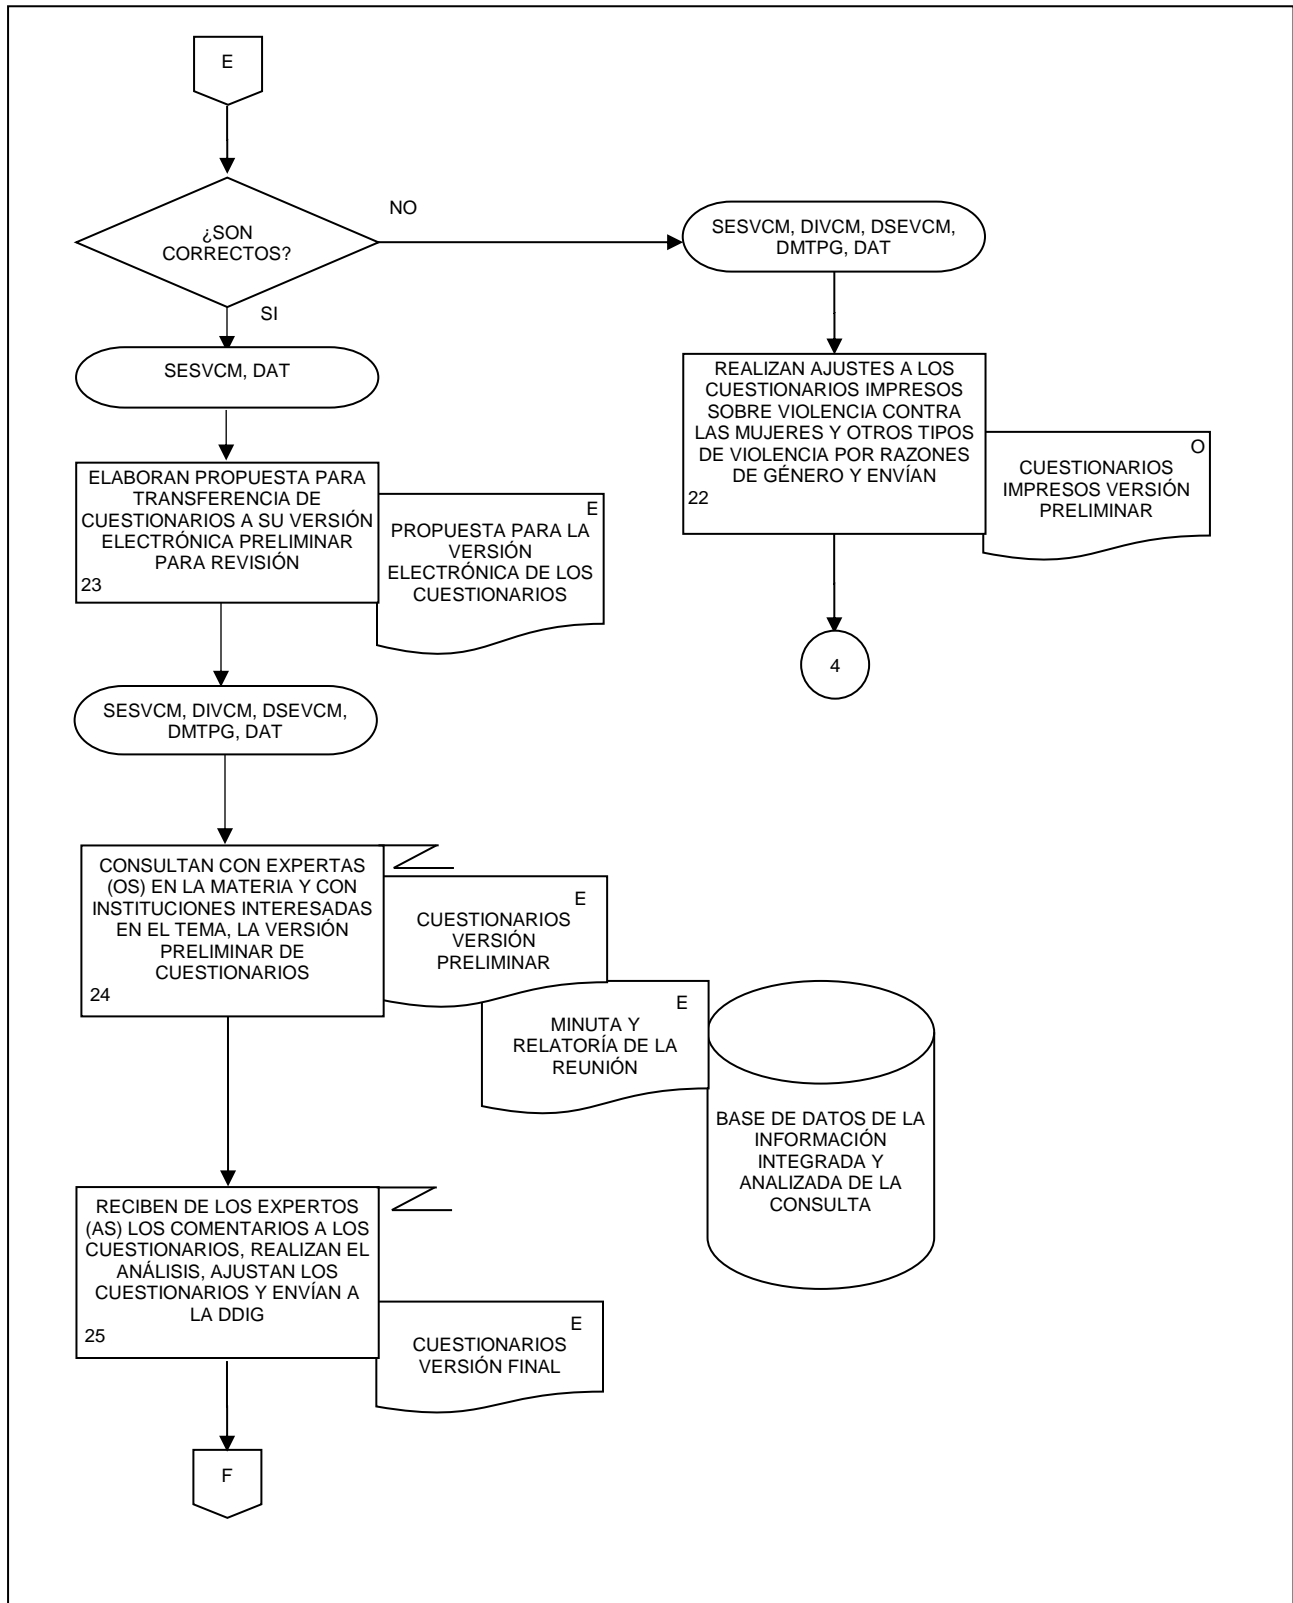 E
¿SON
CORRECTOS?
NO
SI
SESVCM, DIVCM, DSEVCM,
DMTPG, DAT
REALIZAN AJUSTES A LOS
CUESTIONARIOS IMPRESOS
SOBRE VIOLENCIA CONTRA
LAS MUJERES Y OTROS TIPOS
DE VIOLENCIA POR RAZONES
DE GÉNERO Y ENVÍAN
22
O
CUESTIONARIOS
IMPRESOS VERSIÓN
PRELIMINAR
4
SESVCM, DAT
ELABORAN PROPUESTA PARA
TRANSFERENCIA DE
CUESTIONARIOS A SU VERSIÓN
ELECTRÓNICA PRELIMINAR
PARA REVISIÓN
23
E
PROPUESTA PARA LA
VERSIÓN
ELECTRÓNICA DE LOS
CUESTIONARIOS
SESVCM, DIVCM, DSEVCM,
DMTPG, DAT
CONSULTAN CON EXPERTAS
(OS) EN LA MATERIA Y CON
INSTITUCIONES INTERESADAS
EN EL TEMA, LA VERSIÓN
PRELIMINAR DE
CUESTIONARIOS
24
E
CUESTIONARIOS
VERSIÓN
PRELIMINAR
E
MINUTA Y
RELATORÍA DE LA
REUNIÓN
BASE DE DATOS DE LA
INFORMACIÓN
INTEGRADA Y
ANALIZADA DE LA
CONSULTA
RECIBEN DE LOS EXPERTOS
(AS) LOS COMENTARIOS A LOS
CUESTIONARIOS, REALIZAN EL
ANÁLISIS, AJUSTAN LOS
CUESTIONARIOS Y ENVÍAN A
LA DDIG
25
E
CUESTIONARIOS
VERSIÓN FINAL
F